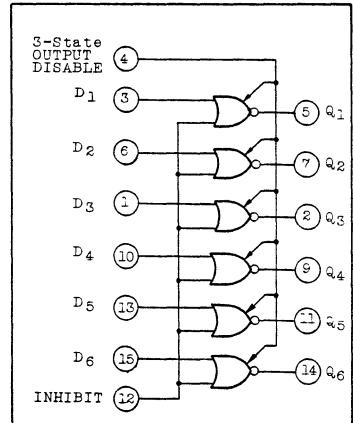 3-State
OUTPUT
DISABLE 4
D1 3 5 Q1
D2 6 7 Q2
D3 1 2 Q3
D4 10 9 Q4
D5 13 11 Q5
D6 15 14 Q6
INHIBIT 12